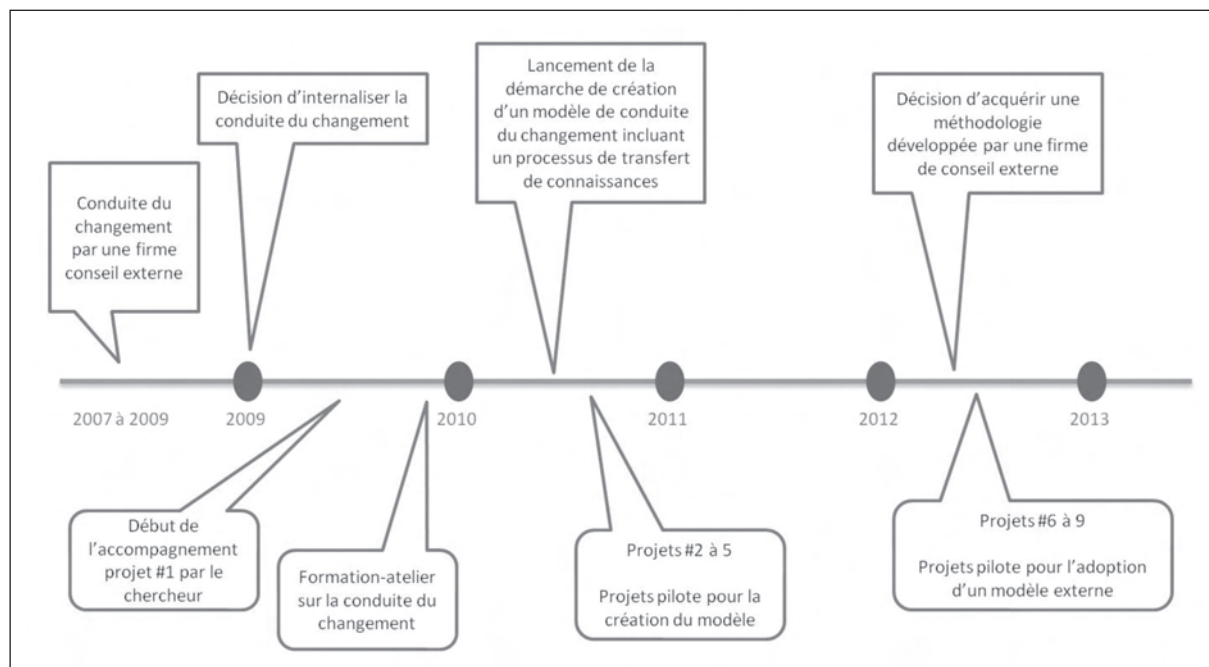 Conduite du
changement
par une firme
conseil externe
Décision d'internaliser la
conduite du changement
Lancement de la
démarche de création
d'un modèle de conduite
du changement incluant
un processus de transfert
de connaissances
Décision d'acquérir une
méthodologie
développée par une firme
de conseil externe
2007 à 2009
2009
2010
2011
2012
2013
Début de
l'accompagnement
projet #1 par le
chercheur
Formation-atelier
sur la conduite du
changement
Projets #2 à 5
Projets pilote pour la
création du modèle
Projets #6 à 9
Projets pilote pour l'adoption
d'un modèle externe